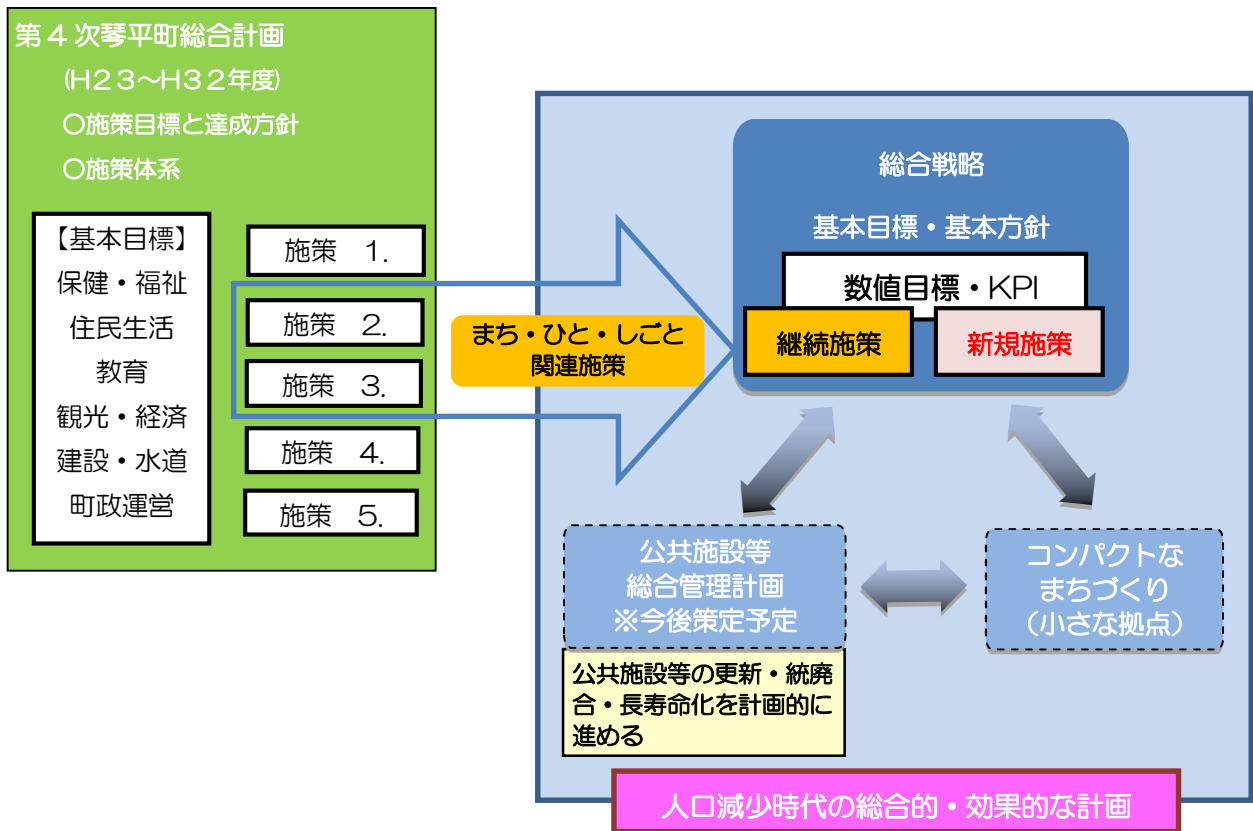 第4次琴平町総合計画
(H23～H32年度)
○施策目標と達成方針
○施策体系
【基本目標】
保健・福祉
住民生活
教育
観光・経済
建設・水道
町政運営
施策 1.
施策 2.
施策 3.
施策 4.
施策 5.
まち・ひと・しごと
関連施策
総合戦略
基本目標・基本方針
数値目標・KPI
継続施策
新規施策
公共施設等
総合管理計画
※今後策定予定
公共施設等の更新・統廃
合・長寿命化を計画的に
進める
コンパクトな
まちづくり
（小さな拠点）
人口減少時代の総合的・効果的な計画